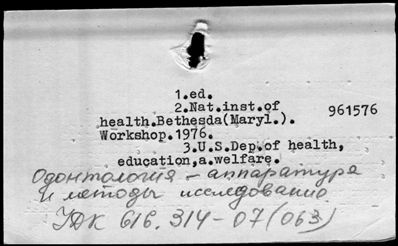 1.ed.
2.Nat.inst.of
health.Bethesda(Maryl.).
961576
Workshop.1976.
3.U.S.Dep.of health,
education,a.welfare.
Одонтология - аппаратура
и методы исследования
УДК 616.314-07(063)